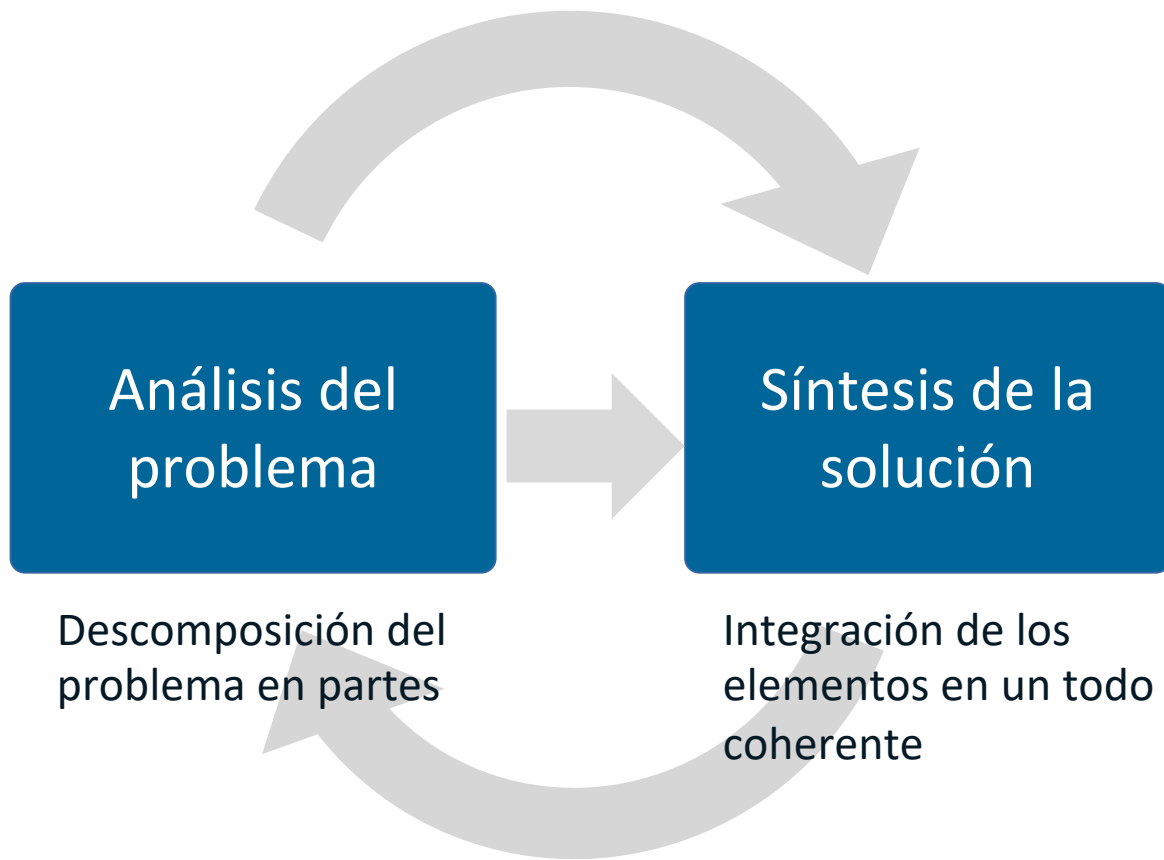 Análisis del
problema
Síntesis de la
solución
Descomposición del
problema en partes
Integración de los
elementos en un todo
coherente